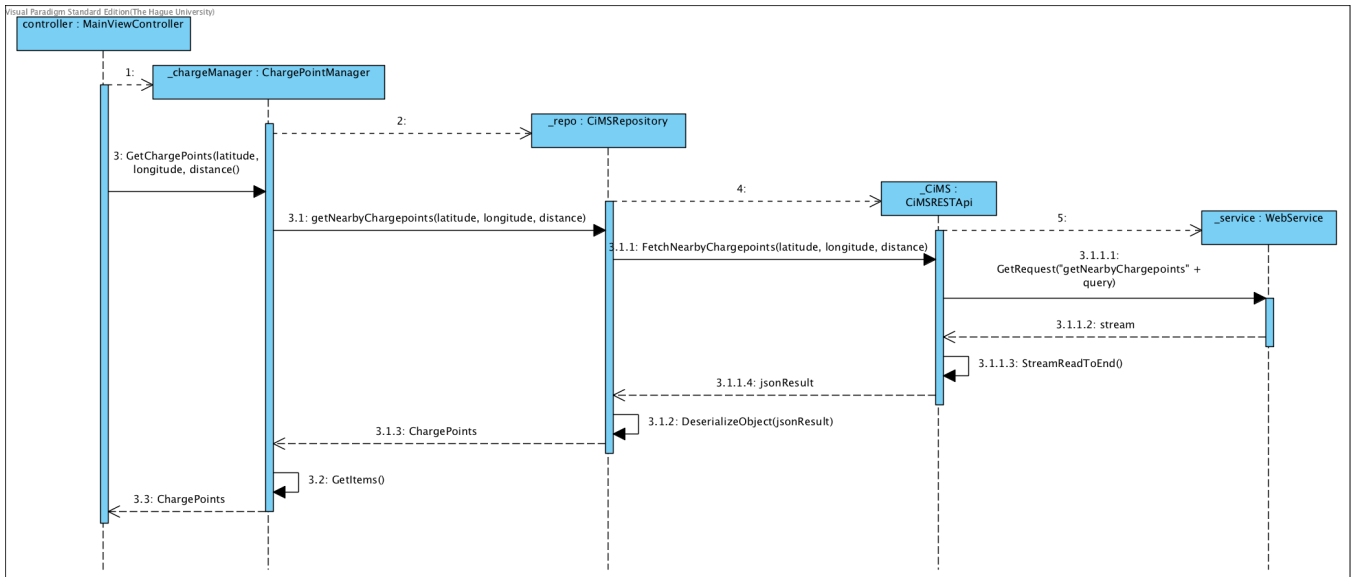 Visual Paradigm Standard Edition(The Hague University)
controller : MainViewController
1:
_chargeManager : ChargePointManager
2:
_repo : CiMSRepository
3: GetChargePoints(latitude,
longitude, distance()
4:
_CiMS :
CiMSRESTApi
3.1: getNearbyChargepoints(latitude, longitude, distance)
5:
_service : WebService
3.1.1: FetchNearbyChargepoints(latitude, longitude, distance)
3.1.1.1:
GetRequest("getNearbyChargepoints" +
query)
3.1.1.2: stream
3.1.1.3: StreamReadToEnd()
3.1.1.4: jsonResult
3.1.2: DeserializeObject(jsonResult)
3.1.3: ChargePoints
3.2: GetItems()
3.3: ChargePoints